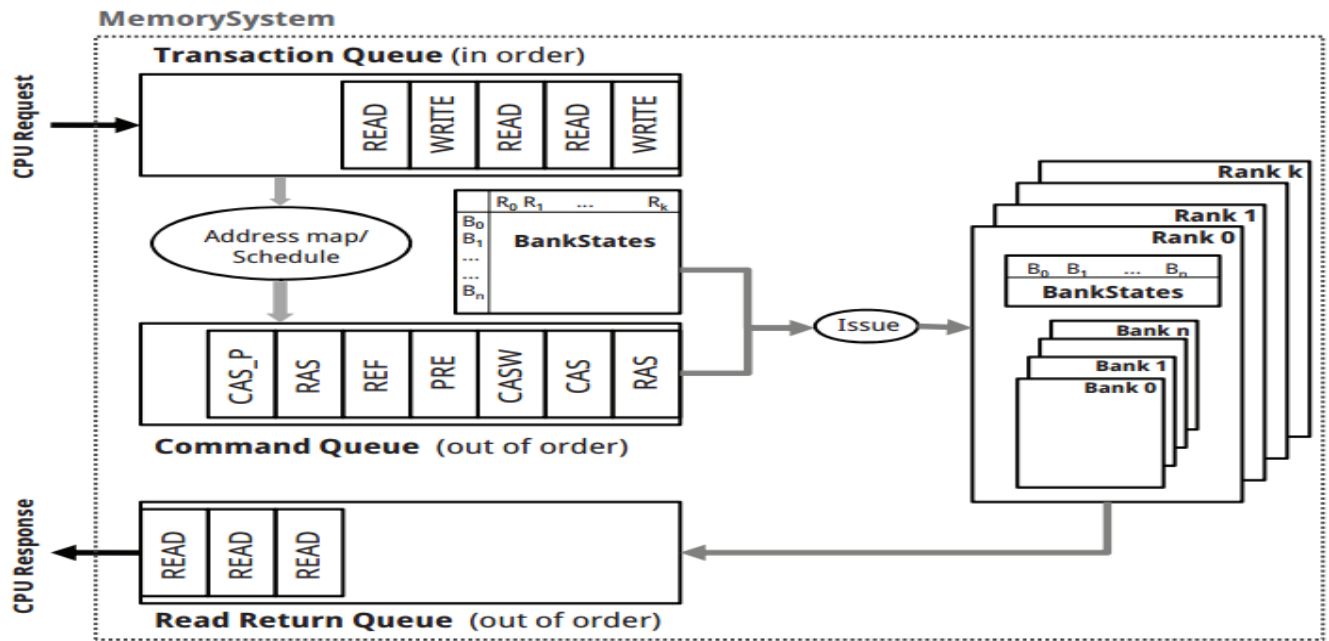 MemorySystem
Transaction Queue (in order)
CPU Request
READ
WRITE
READ
READ
WRITE
Address map/
Schedule
R0 R1 ... Rk
B0
B1
...
...
Bn
BankStates
CAS_P
RAS
REF
PRE
CASW
CAS
RAS
Command Queue (out of order)
Issue
Rank k
Rank 1
Rank 0
B0 B1 ... Bn
BankStates
Bank n
Bank 1
Bank 0
CPU Response
READ
READ
READ
Read Return Queue (out of order)